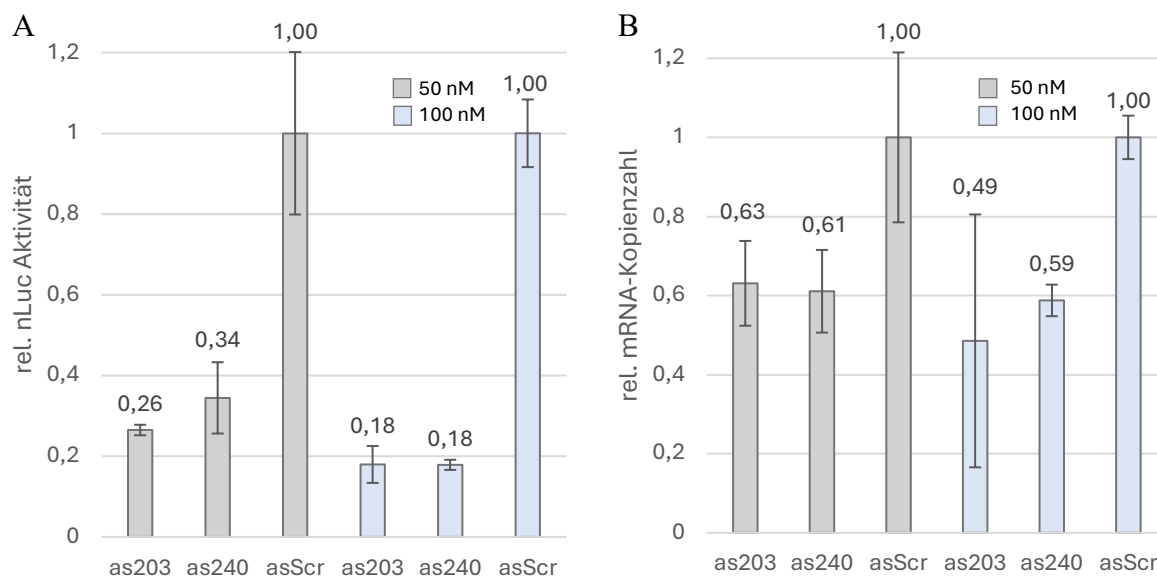 A
rel. nLuc Aktivität
1,2
1
0,8
0,6
0,4
0,2
0
50 nM
100 nM
0,26
0,34
1,00
0,18
0,18
1,00
as203 as240 asScr as203 as240 asScr
B
rel. mRNA-Kopienzahl
1,2
1
0,8
0,6
0,4
0,2
0
50 nM
100 nM
0,63
0,61
1,00
0,49
0,59
1,00
as203 as240 asScr as203 as240 asScr